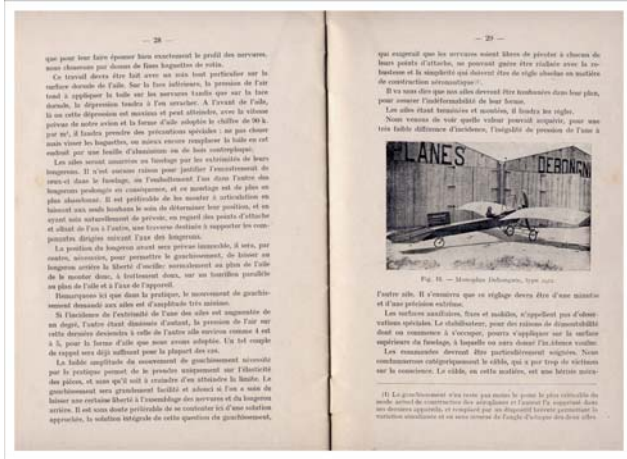 — 28 —
que pour leur faire épouser bien exactement le profil des nervures,
nous clouerons par dessus de fines baguettes de rotin.
Ce travail devra être fait avec un soin tout particulier sur la
surface dorsale de l'aile. Sur la face inférieure, la pression de l'air
tend à appliquer la toile sur les nervures tandis que sur la face
dorsale, la dépression tendra à l'en arracher. A l'avant de l'aile,
là où cette dépression est maxima et peut atteindre, avec la vitesse
prévue de notre avion et la forme d'aile adoptée le chiffre de 90 k.
par m², il faudra prendre des précautions spéciales : ne pas clouer
mais visser les baguettes, ou mieux encore remplacer la toile en cet
endroit par une feuille d'aluminium ou de bois contreplaqué.
Les ailes seront amarrées au fuselage par les extrémités de leurs
longerons. Il n'est aucune raison pour justifier l'encastrement de
ceux-ci dans le fuselage, ou l'emboîtement l'un dans l'autre des
longerons prolongés en conséquence, et ce montage est de plus en
plus abandonné. Il est préférable de les monter à articulation en
laissant aux seuls haubans le soin de déterminer leur position, et en
ayant soin naturellement de prévoir, en regard des points d'attache
et allant de l'un à l'autre, une traverse destinée à supporter les com-
posantes dirigées suivant l'axe des longerons.
La position du longeron avant sera prévue immuable, il sera, par
contre, nécessaire, pour permettre le gauchissement, de laisser au
longeron arrière la liberté d'osciller normalement au plan de l'aile
de le monter donc, à frottement doux, sur un tourillon parallèle
au plan de l'aile et à l'axe de l'appareil.
Remarquons ici que dans la pratique, le mouvement de gauchis-
sement demandé aux ailes est d'amplitude très minime.
Si l'incidence de l'extrémité de l'une des ailes est augmentée de
un degré, l'autre étant diminuée d'autant, la pression de l'air sur
cette dernière deviendra à celle de l'autre aile environ comme 4 est
à 5, pour la forme d'aile que nous avons adoptée. Un tel couple
de rappel sera déjà suffisant pour la plupart des cas.
La faible amplitude du mouvement de gauchissement nécessité
par la pratique permet de le prendre uniquement sur l'élasticité
des pièces, et sans qu'il soit à craindre d'en atteindre la limite. Le
gauchissement sera grandement facilité et adouci si l'on a soin de
laisser une certaine liberté à l'assemblage des nervures et du longeron
arrière. Il est sans doute préférable de se contenter ici d'une solution
approchée, la solution intégrale de cette question du gauchissement,
— 29 —
qui exigerait que les nervures soient libres de pivoter à chacun de
leurs points d'attache, ne pouvant guère être réalisée avec la ro-
bustesse et la simplicité qui doivent être de règle absolue en matière
de construction aéronautique (1).
Il va sans dire que nos ailes devront être haubanées dans leur plan,
pour assurer l'indéformabilité de leur forme.
Les ailes étant terminées et montées, il faudra les régler.
Nous venons de voir quelle valeur pouvait acquérir, pour une
très faible différence d'incidence, l'inégalité de pression de l'une à
PLANES
DEBONGN
Fig. 16. — Monoplan Debongnie, type
l'autre aile. Il s'ensuivra que ce réglage devra être d'une minutie
et d'une précision extrême.
Les surfaces auxiliaires, fixes et mobiles, n'appellent pas d'obser-
vations spéciales. Le stabilisateur, pour des raisons de démontabilité
dont on commence à s'occuper, pourra s'appliquer sur la surface
supérieure du fuselage, à laquelle on aura donné l'incidence voulue.
Les commandes devront être particulièrement soignées. Nous
condamnerons catégoriquement le câble, qui a par trop de victimes
sur la conscience. Le câble, en cette matière, est une hérésie méca-
(1) Le gauchissement n'en reste pas moins le point le plus critiquable du
mode actuel de construction des aéroplanes et l'auteur l'a supprimé dans
ses derniers appareils, et remplacé par un dispositif breveté permettant la
variation simultanée et en sens inverse de l'angle d'attaque des deux ailes.